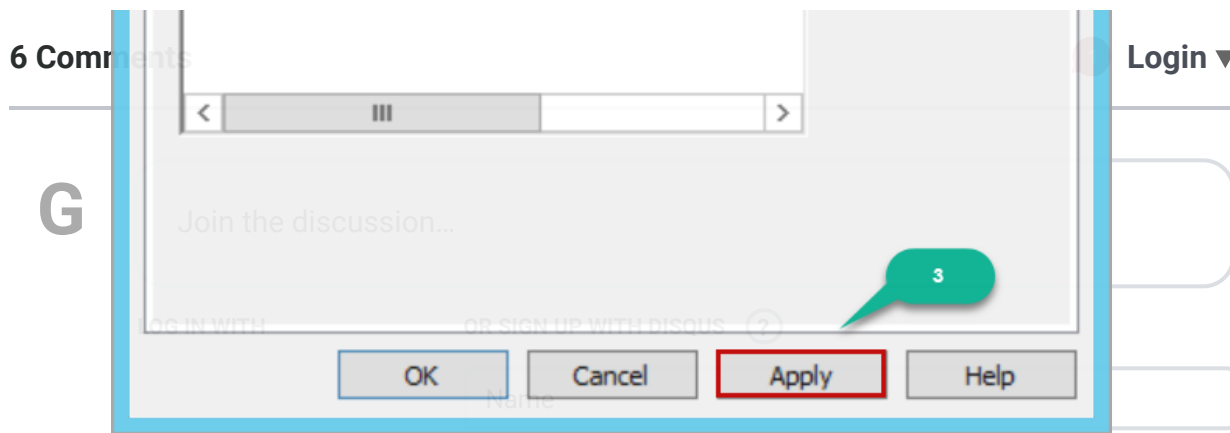 6 Comments Login
G
Join the discussion…
3
LOG IN WITH OR SIGN UP WITH DISQUS ?
OK Cancel Apply Help
Name